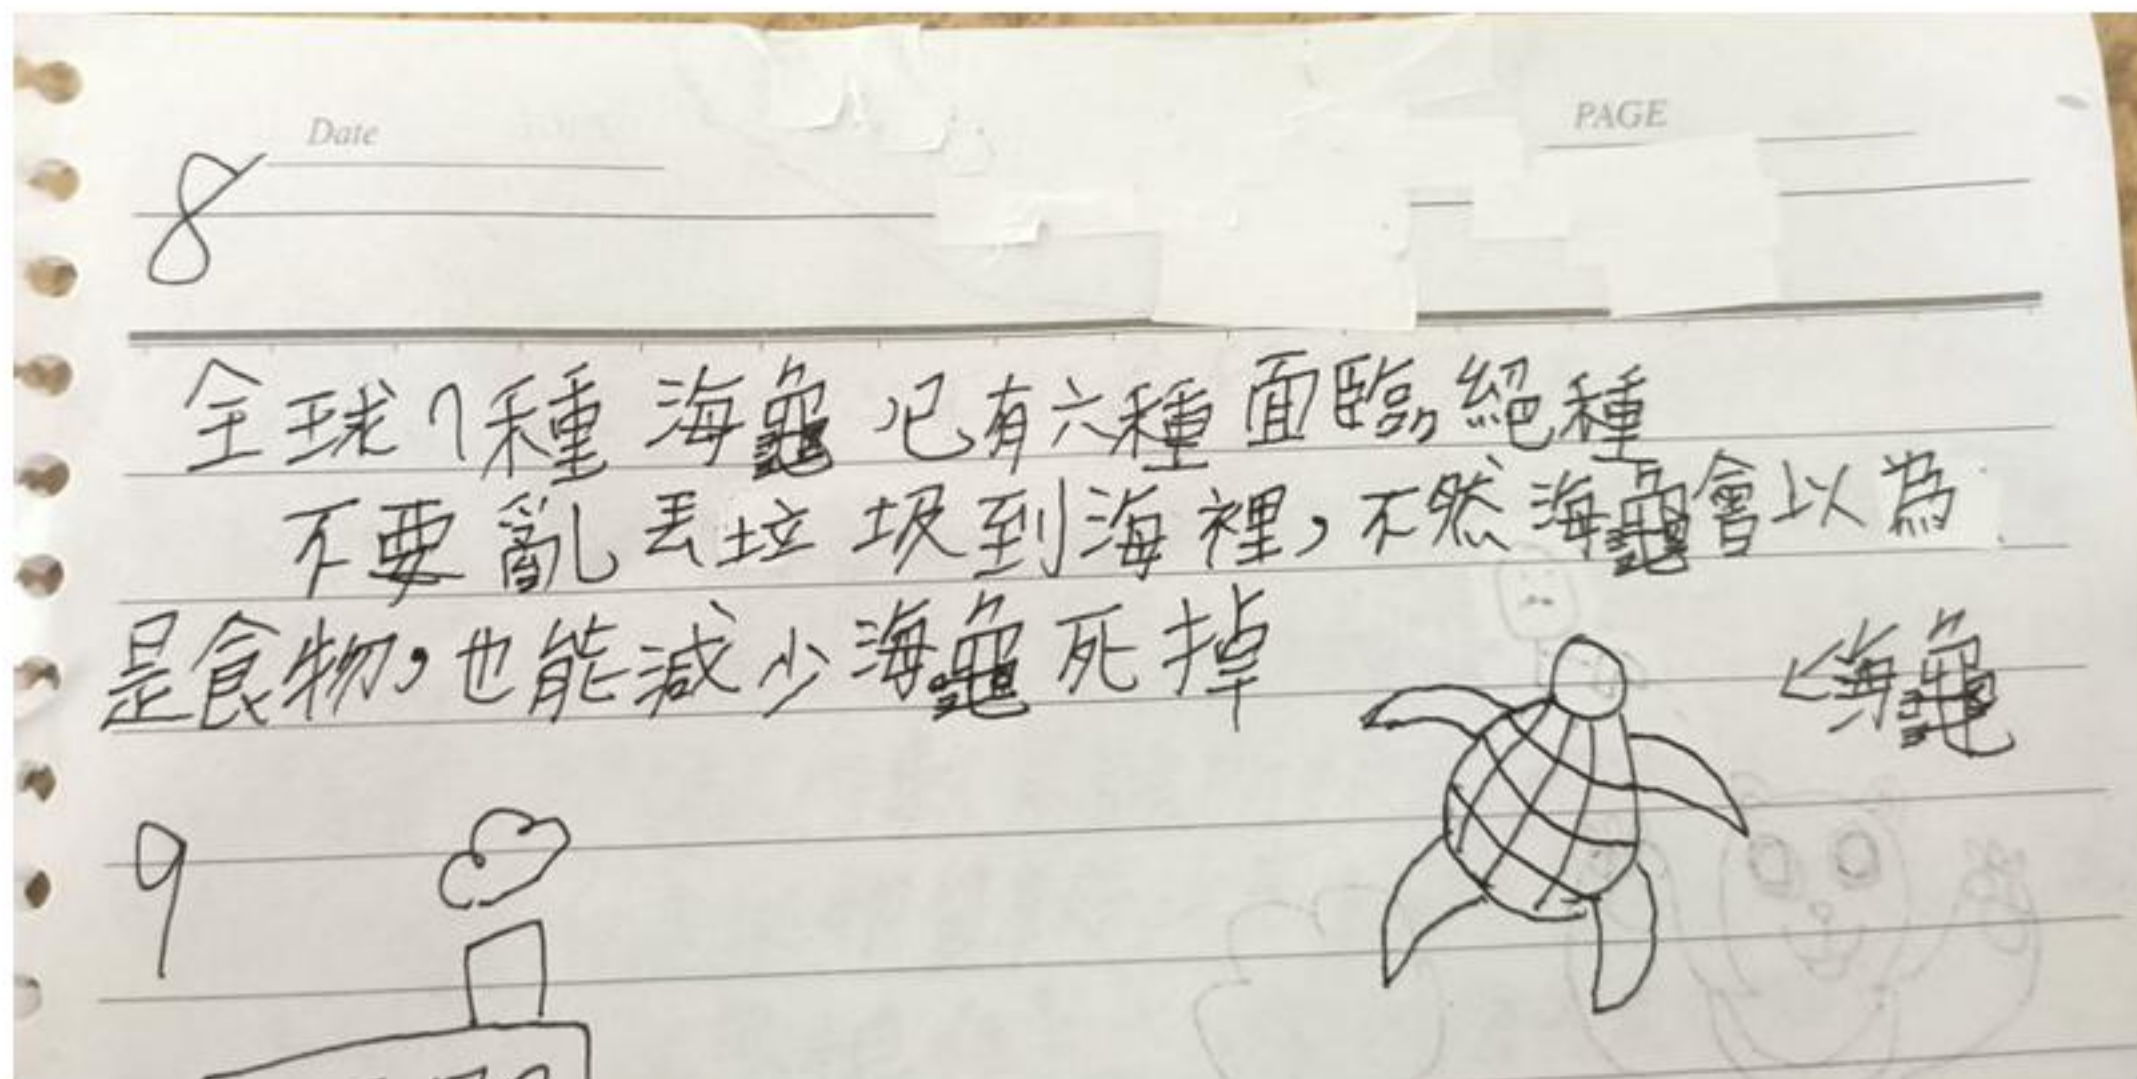 Date
PAGE
8
全球7種海龜已有六種面臨絕種
不要亂丟垃圾到海裡，不然海龜會以為
是食物，也能減少海龜死掉
←海龜
9